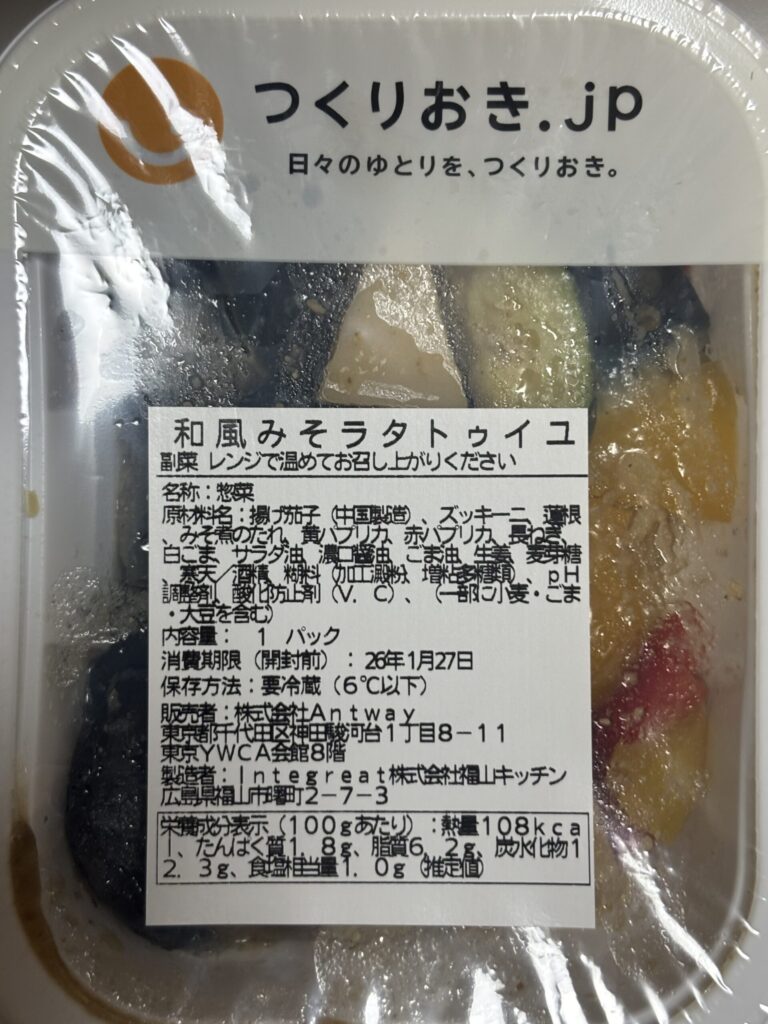 つくりおき.jp
日々のゆとりを、つくりおき。
和風みそラタトゥイユ
副菜 レンジで温めてお召し上がりください
名称：惣菜
原材料名：揚げ茄子（中国製造）、ズッキーニ、蓮根
、みそ煮のたれ、黄パプリカ、赤パプリカ、長ねぎ、
白ごま、サラダ油、濃口醤油、ごま油、生姜、麦芽糖
、寒天／酒精、糊料（加工澱粉、増粘多糖類）、ｐＨ
調整剤、酸化防止剤（Ｖ．Ｃ）、（一部に小麦・ごま
・大豆を含む）
内容量： １ パック
消費期限（開封前）：26年1月27日
保存方法：要冷蔵（６℃以下）
販売者：株式会社Ａｎｔｗａｙ
東京都千代田区神田駿河台１丁目８－１１
東京ＹＷＣＡ会館８階
製造者：Ｉｎｔｅｇｒｅａｔ株式会社福山キッチン
広島県福山市曙町２－７－３
栄養成分表示（１００ｇあたり）：熱量１０８ｋｃａ
ｌ、たんぱく質１．８ｇ、脂質６．２ｇ、炭水化物１
２．３ｇ、食塩相当量１．０ｇ（推定値）